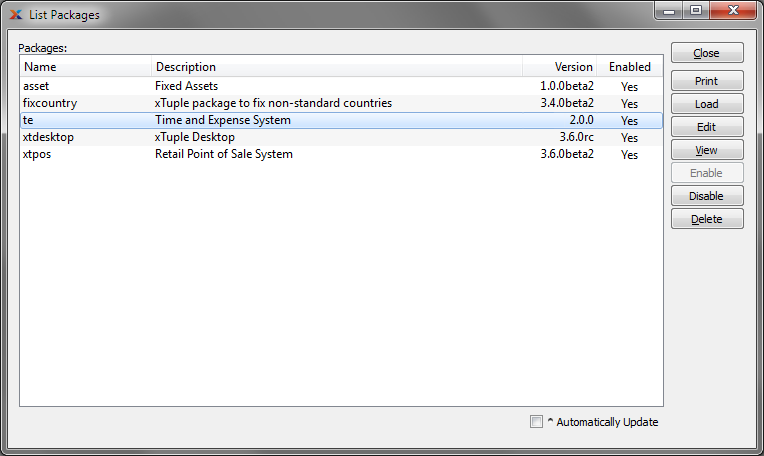 List Packages
Packages:
Name Description Version Enabled
asset Fixed Assets 1.0.0beta2 Yes
fixcountry xTuple package to fix non-standard countries 3.4.0beta2 Yes
te Time and Expense System 2.0.0 Yes
xtdesktop xTuple Desktop 3.6.0rc Yes
xtpos Retail Point of Sale System 3.6.0beta2 Yes
Close
Print
Load
Edit
View
Enable
Disable
Delete
^ Automatically Update